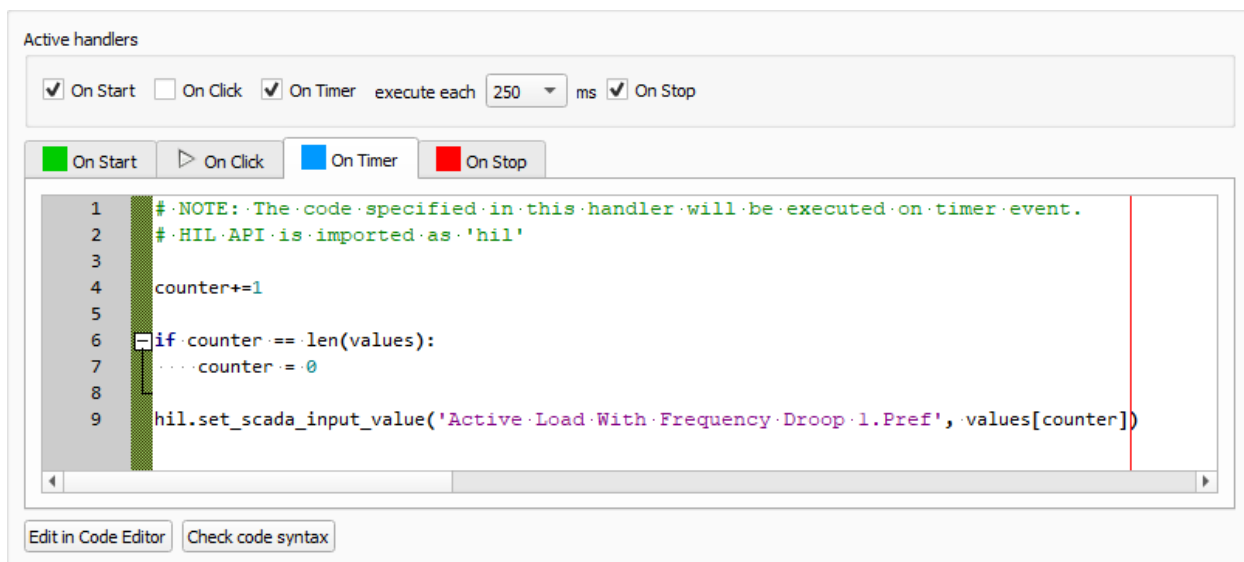 Active handlers
On Start On Click On Timer execute each 250 ms On Stop
On Start On Click On Timer On Stop
1 # NOTE: The code specified in this handler will be executed on timer event.
2 # HIL API is imported as 'hil'
3
4 counter+=1
5
6 if counter == len(values):
7     counter = 0
8
9 hil.set_scada_input_value('Active Load With Frequency Droop 1.Pref', values[counter])
Edit in Code Editor Check code syntax